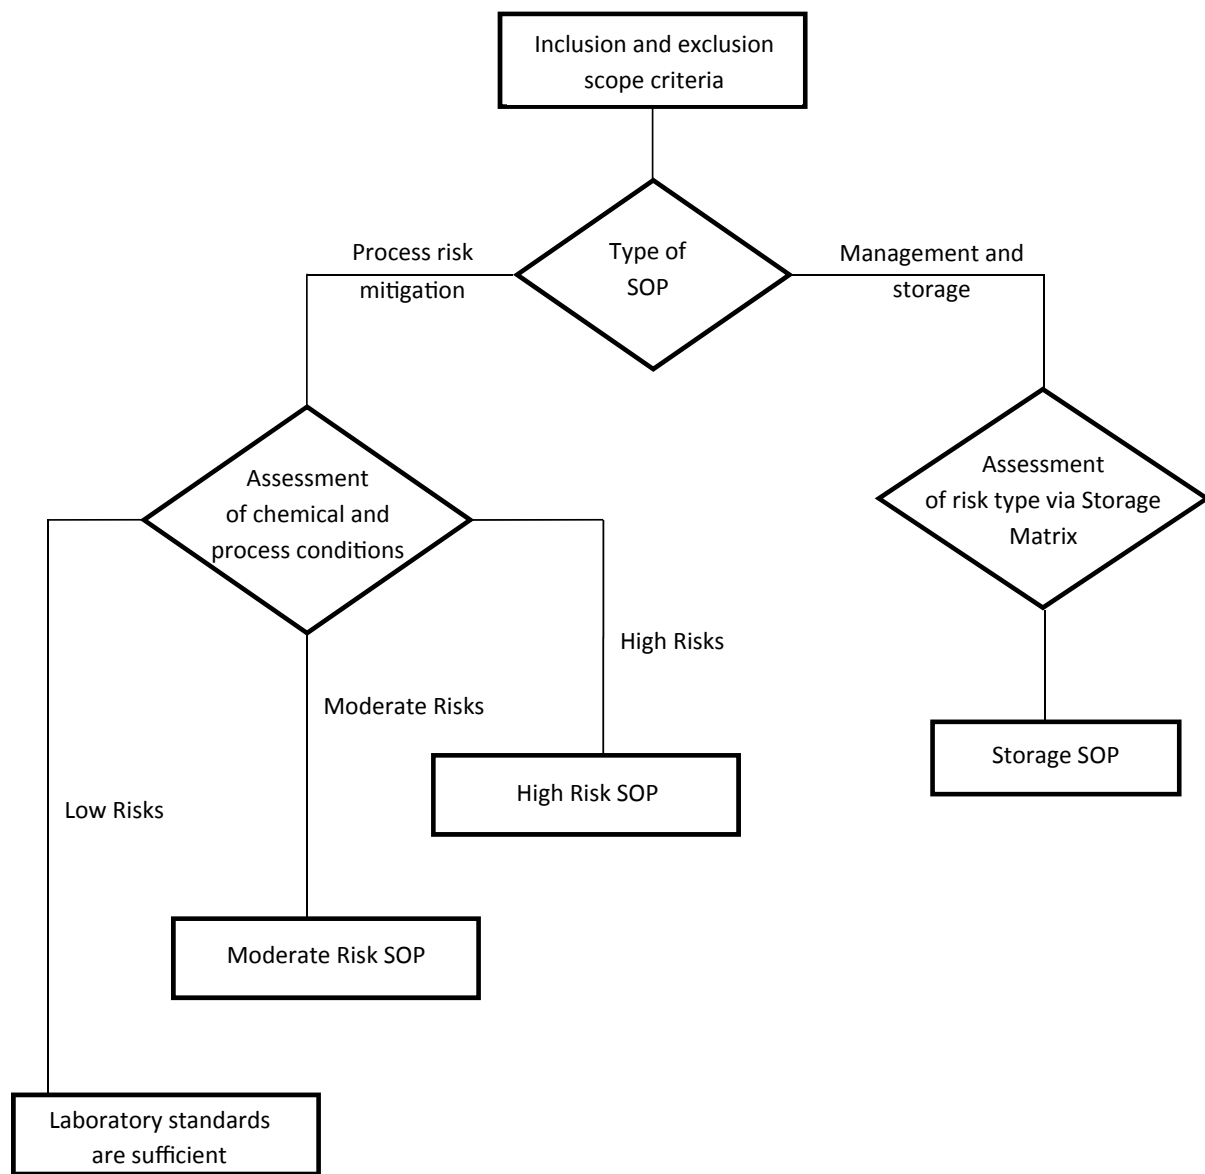 Inclusion and exclusion
scope criteria
Type of
SOP
Process risk
mitigation
Management and
storage
Assessment
of chemical and
process conditions
Assessment
of risk type via Storage
Matrix
High Risks
Moderate Risks
Low Risks
Storage SOP
High Risk SOP
Moderate Risk SOP
Laboratory standards
are sufficient